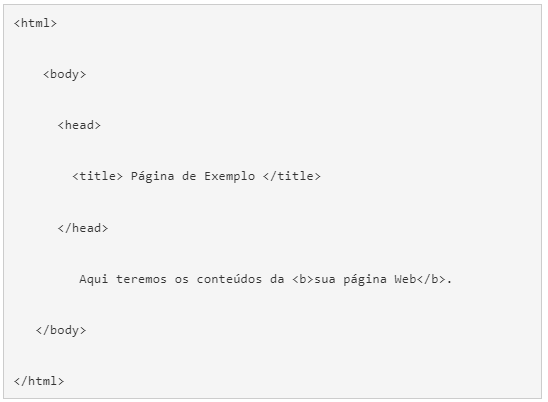 <html>
<body>
<head>
<title> Página de Exemplo </title>
</head>
Aqui teremos os conteúdos da <b>sua página Web</b>.
</body>
</html>